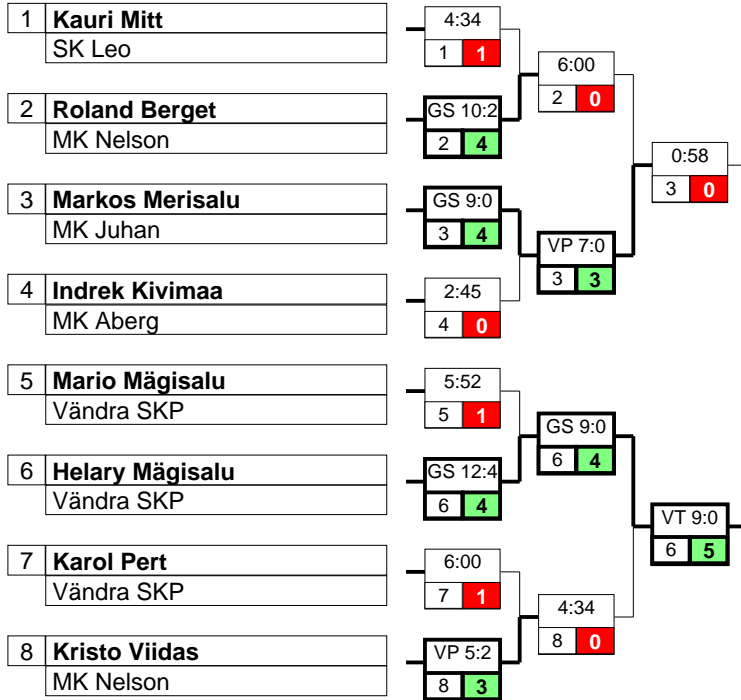 1 Kauri Mitt
SK Leo
2 Roland Berget
MK Nelson
3 Markos Merisalu
MK Juhan
4 Indrek Kivimaa
MK Aberg
5 Mario Mägisalu
Vändra SKP
6 Helary Mägisalu
Vändra SKP
7 Karol Pert
Vändra SKP
8 Kristo Viidas
MK Nelson
4:34
1 1
GS 10:2
2 4
GS 9:0
3 4
2:45
4 0
5:52
5 1
GS 12:4
6 4
6:00
7 1
VP 5:2
8 3
6:00
2 0
VP 7:0
3 3
GS 9:0
6 4
4:34
8 0
0:58
3 0
VT 9:0
6 5